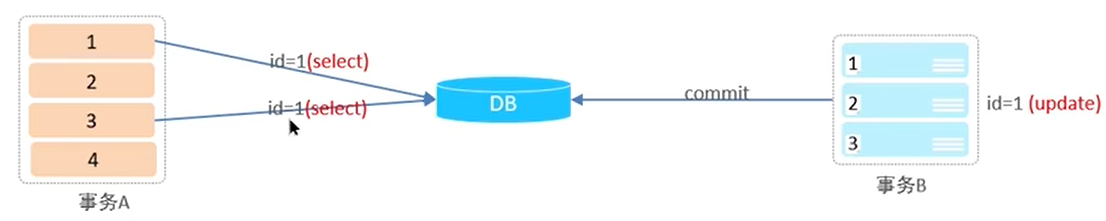 1
2
3
4
事务A
id=1(select)
id=1(select)
DB
commit
1
2
3
id=1 (update)
事务B